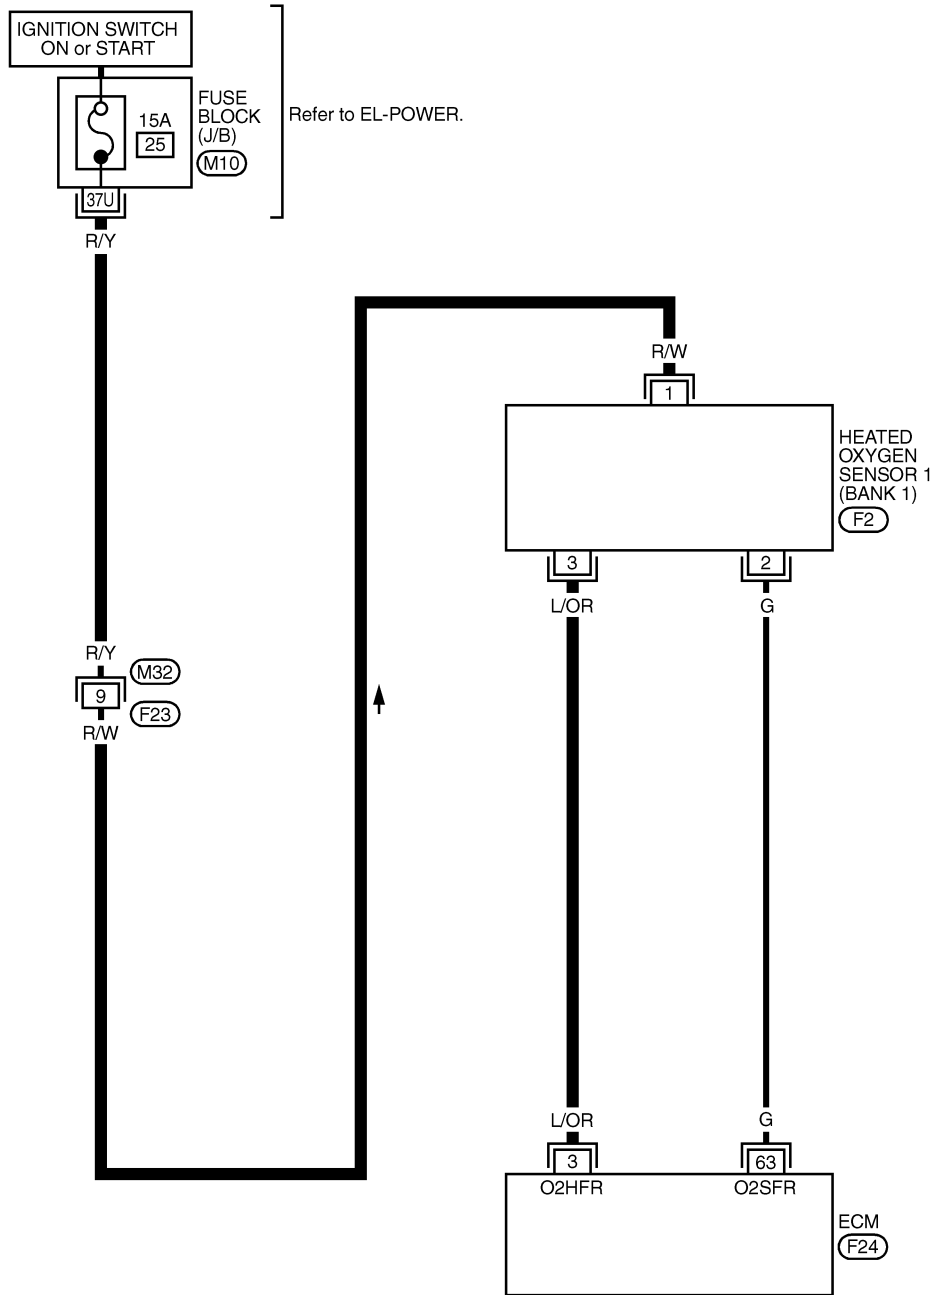 IGNITION SWITCH
ON or START
FUSE
BLOCK
(J/B)
M10
15A
25
Refer to EL-POWER.
37U
R/Y
R/W
1
HEATED
OXYGEN
SENSOR 1
(BANK 1)
F2
3
2
L/OR
G
R/Y
M32
9
F23
R/W
L/OR
G
3
63
O2HFR
O2SFR
ECM
F24